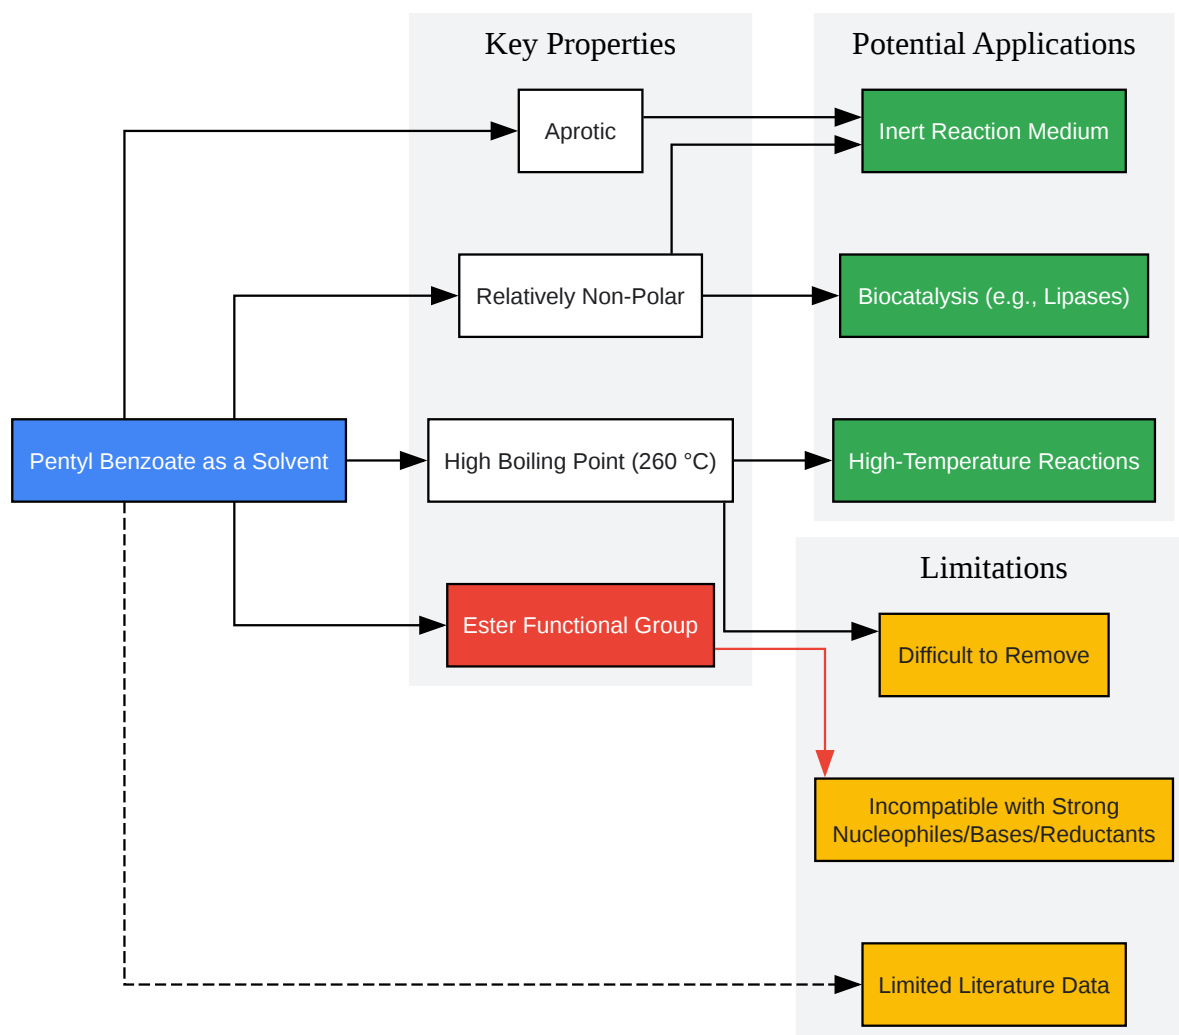 Key Properties
Potential Applications
Aprotic
Inert Reaction Medium
Relatively Non-Polar
Biocatalysis (e.g., Lipases)
Pentyl Benzoate as a Solvent
High Boiling Point (260 °C)
High-Temperature Reactions
Limitations
Ester Functional Group
Difficult to Remove
Incompatible with Strong
Nucleophiles/Bases/Reductants
Limited Literature Data